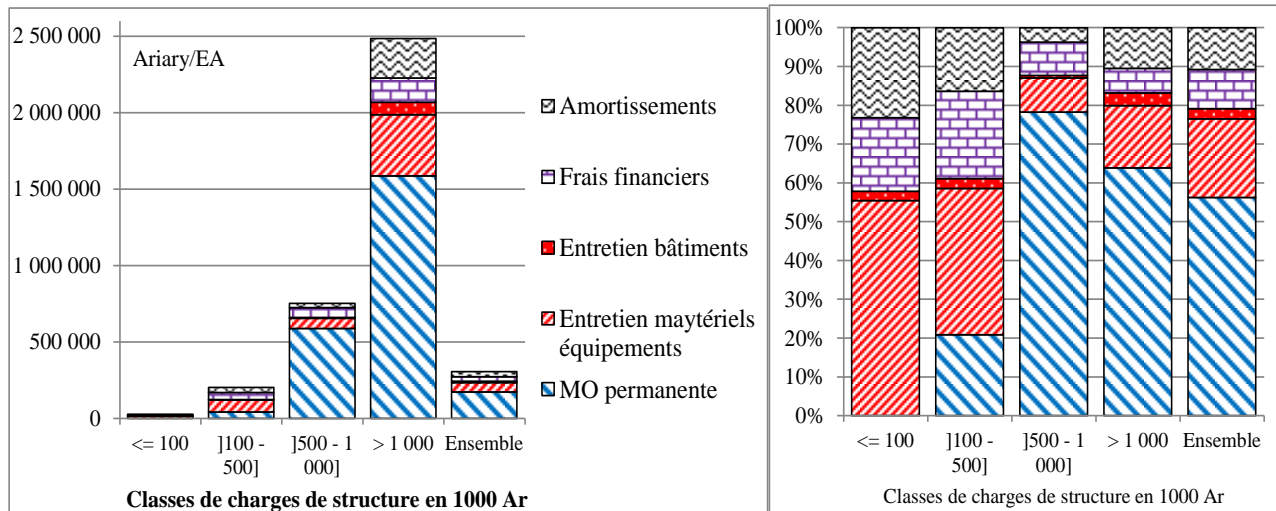 2 500 000
2 000 000
1 500 000
1 000 000
500 000
0
Ariary/EA
<= 100
]100 -
500]
]500 - 1
000]
> 1 000
Ensemble
Classes de charges de structure en 1000 Ar
Amortissements
Frais financiers
Entretien bâtiments
Entretien maytériels
équipements
MO permanente
100%
90%
80%
70%
60%
50%
40%
30%
20%
10%
0%
<= 100
]100 -
500]
]500 - 1
000]
> 1 000
Ensemble
Classes de charges de structure en 1000 Ar